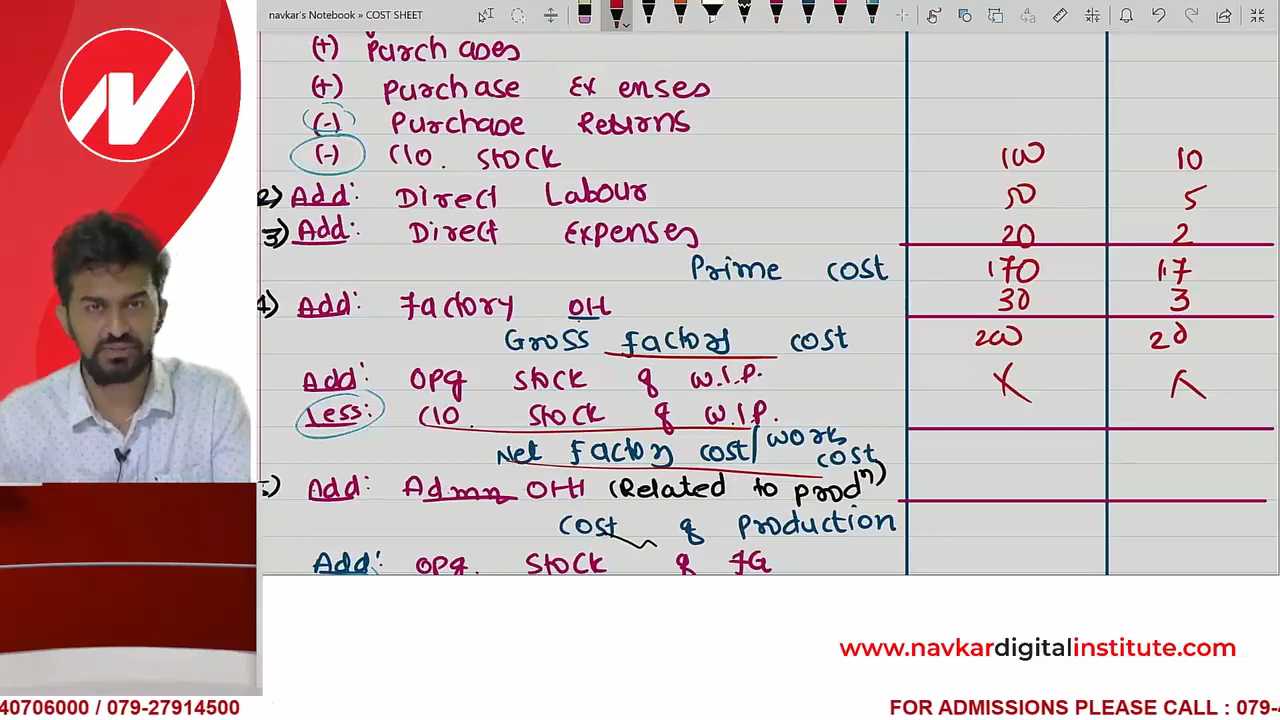 navkar's Notebook » COST SHEET
(+) Purchases
(+) Purchase Ex enses
(-) Purchase Returns
(-) Clo. Stock 100 10
2) Add: Direct Labour 50 5
3) Add: Direct Expenses 20 2
Prime cost 170 17
4) Add: Factory OH 30 3
Gross factory cost 200 20
Add: opg stock of W.I.P. X X
Less: Clo. Stock of W.I.P.
Net Factory cost/work cost
5) Add: Admn OH (Related to prodⁿ)
Cost of production
Add: opg. Stock of FG
www.navkardigitalinstitute.com
40706000 / 079-27914500
FOR ADMISSIONS PLEASE CALL : 079-4